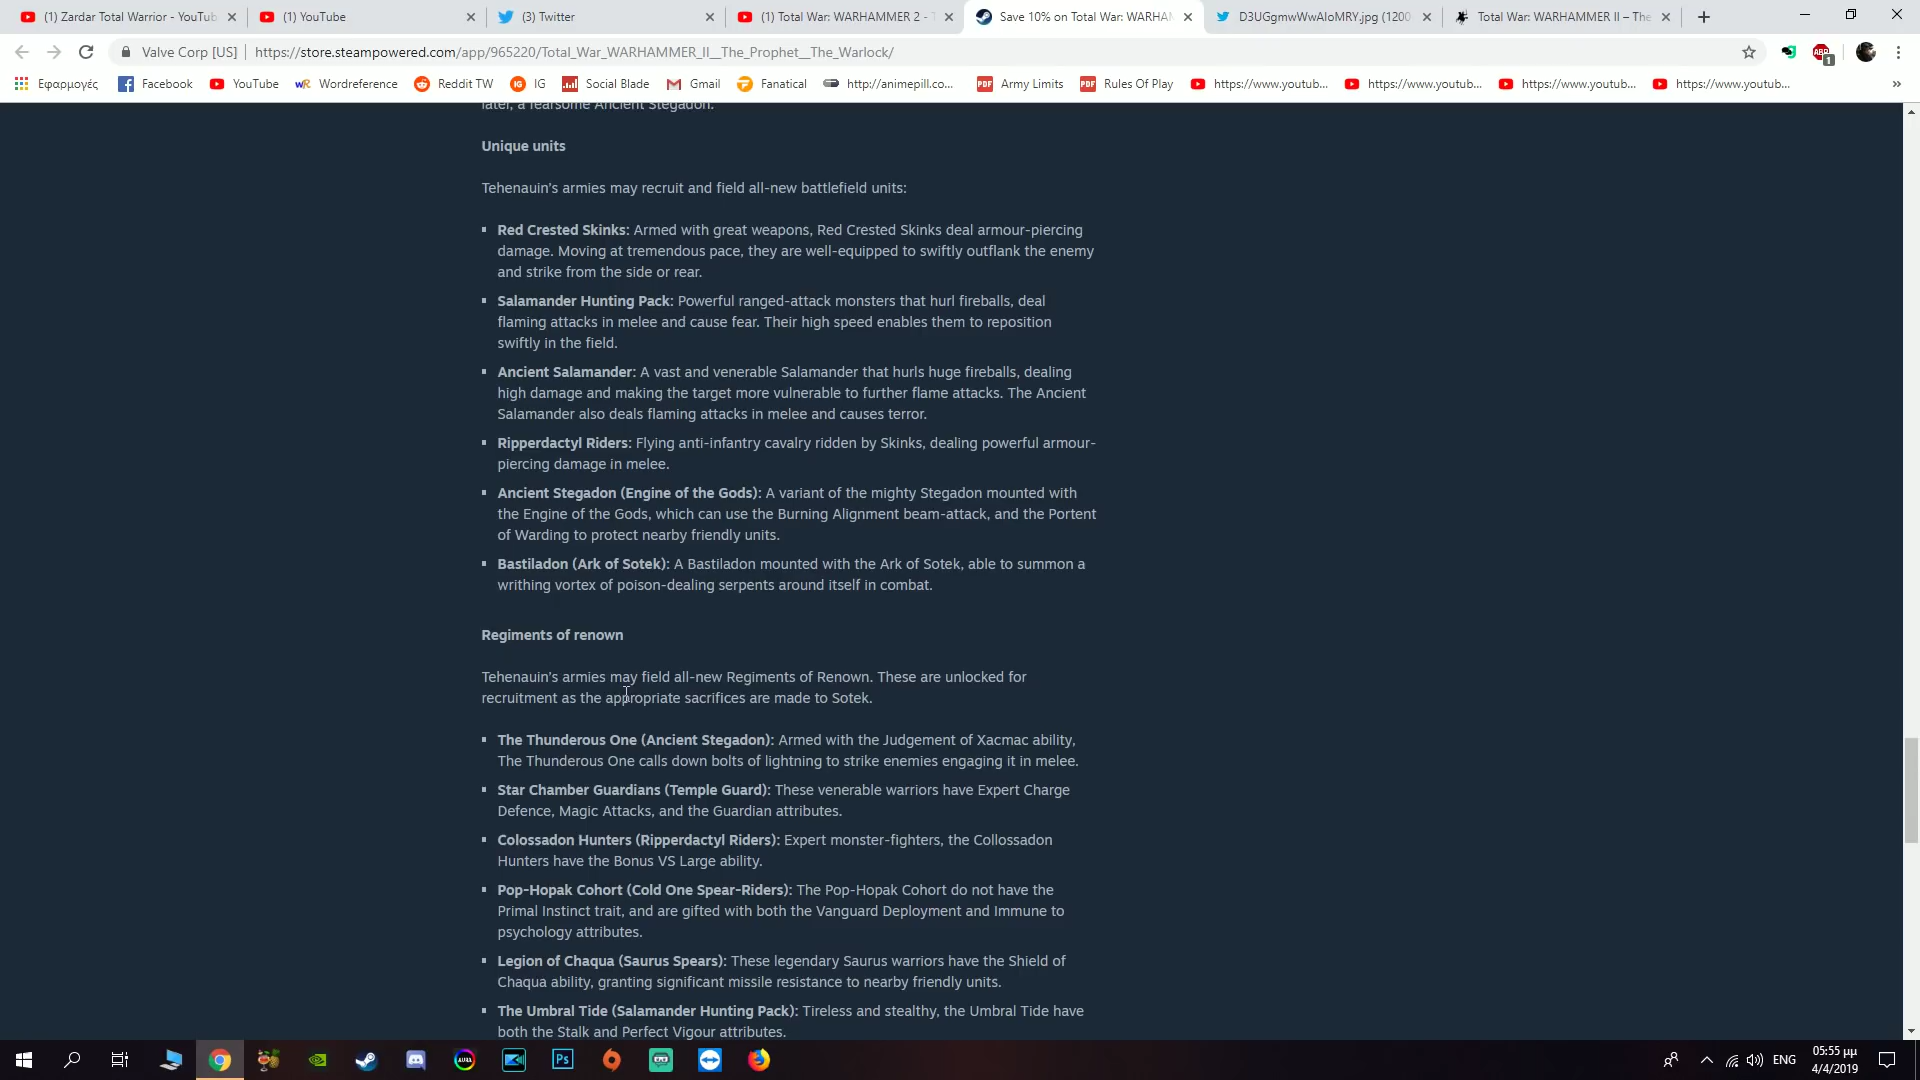 (1) Zardar Total Warrior - YouTub
(1) YouTube
(3) Twitter
(1) Total War: WARHAMMER 2 - T
Save 10% on Total War: WARHAM
D3UGgmwWwAIoMRY.jpg (1200
Total War: WARHAMMER II – The
Valve Corp [US] https://store.steampowered.com/app/965220/Total_War_WARHAMMER_II__The_Prophet__The_Warlock/
Εφαρμογές Facebook YouTube Wordreference Reddit TW IG Social Blade Gmail Fanatical http://animepill.co... Army Limits Rules Of Play https://www.youtub... https://www.youtub... https://www.youtub... https://www.youtub...
later, a fearsome Ancient Stegadon.
Unique units
Tehenauin's armies may recruit and field all-new battlefield units:
Red Crested Skinks: Armed with great weapons, Red Crested Skinks deal armour-piercing
damage. Moving at tremendous pace, they are well-equipped to swiftly outflank the enemy
and strike from the side or rear.
Salamander Hunting Pack: Powerful ranged-attack monsters that hurl fireballs, deal
flaming attacks in melee and cause fear. Their high speed enables them to reposition
swiftly in the field.
Ancient Salamander: A vast and venerable Salamander that hurls huge fireballs, dealing
high damage and making the target more vulnerable to further flame attacks. The Ancient
Salamander also deals flaming attacks in melee and causes terror.
Ripperdactyl Riders: Flying anti-infantry cavalry ridden by Skinks, dealing powerful armour-
piercing damage in melee.
Ancient Stegadon (Engine of the Gods): A variant of the mighty Stegadon mounted with
the Engine of the Gods, which can use the Burning Alignment beam-attack, and the Portent
of Warding to protect nearby friendly units.
Bastiladon (Ark of Sotek): A Bastiladon mounted with the Ark of Sotek, able to summon a
writhing vortex of poison-dealing serpents around itself in combat.
Regiments of renown
Tehenauin's armies may field all-new Regiments of Renown. These are unlocked for
recruitment as the appropriate sacrifices are made to Sotek.
The Thunderous One (Ancient Stegadon): Armed with the Judgement of Xacmac ability,
The Thunderous One calls down bolts of lightning to strike enemies engaging it in melee.
Star Chamber Guardians (Temple Guard): These venerable warriors have Expert Charge
Defence, Magic Attacks, and the Guardian attributes.
Colossadon Hunters (Ripperdactyl Riders): Expert monster-fighters, the Collossadon
Hunters have the Bonus VS Large ability.
Pop-Hopak Cohort (Cold One Spear-Riders): The Pop-Hopak Cohort do not have the
Primal Instinct trait, and are gifted with both the Vanguard Deployment and Immune to
psychology attributes.
Legion of Chaqua (Saurus Spears): These legendary Saurus warriors have the Shield of
Chaqua ability, granting significant missile resistance to nearby friendly units.
The Umbral Tide (Salamander Hunting Pack): Tireless and stealthy, the Umbral Tide have
both the Stalk and Perfect Vigour attributes.
ENG
05:55 μμ
4/4/2019